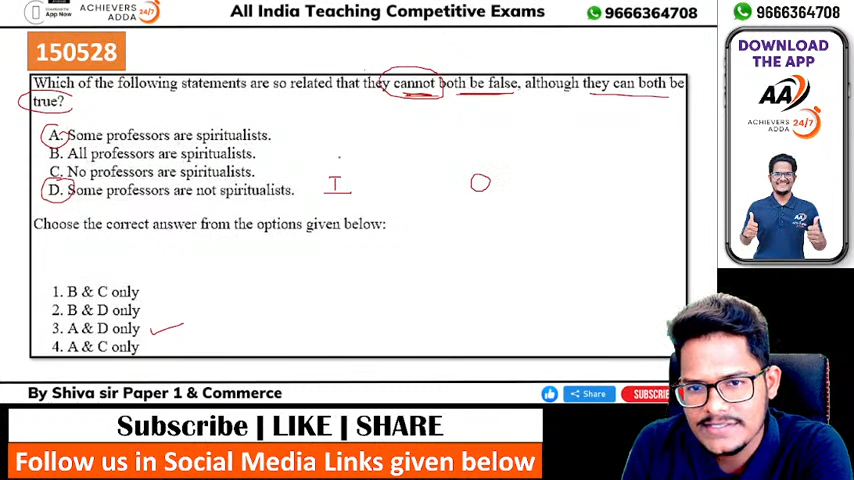 Download the
App Now
ACHIEVERS
ADDA
24/7
All India Teaching Competitive Exams
9666364708
9666364708
150528
Which of the following statements are so related that they cannot both be false, although they can both be
true?
A. Some professors are spiritualists.
B. All professors are spiritualists.
C. No professors are spiritualists.
D. Some professors are not spiritualists.
I
O
Choose the correct answer from the options given below:
1. B & C only
2. B & D only
3. A & D only
4. A & C only
DOWNLOAD
THE APP
AA
ACHIEVERS
ADDA
24/7
AA
By Shiva sir Paper 1 & Commerce
Share
SUBSCRIBE
Subscribe | LIKE | SHARE
Follow us in Social Media Links given below